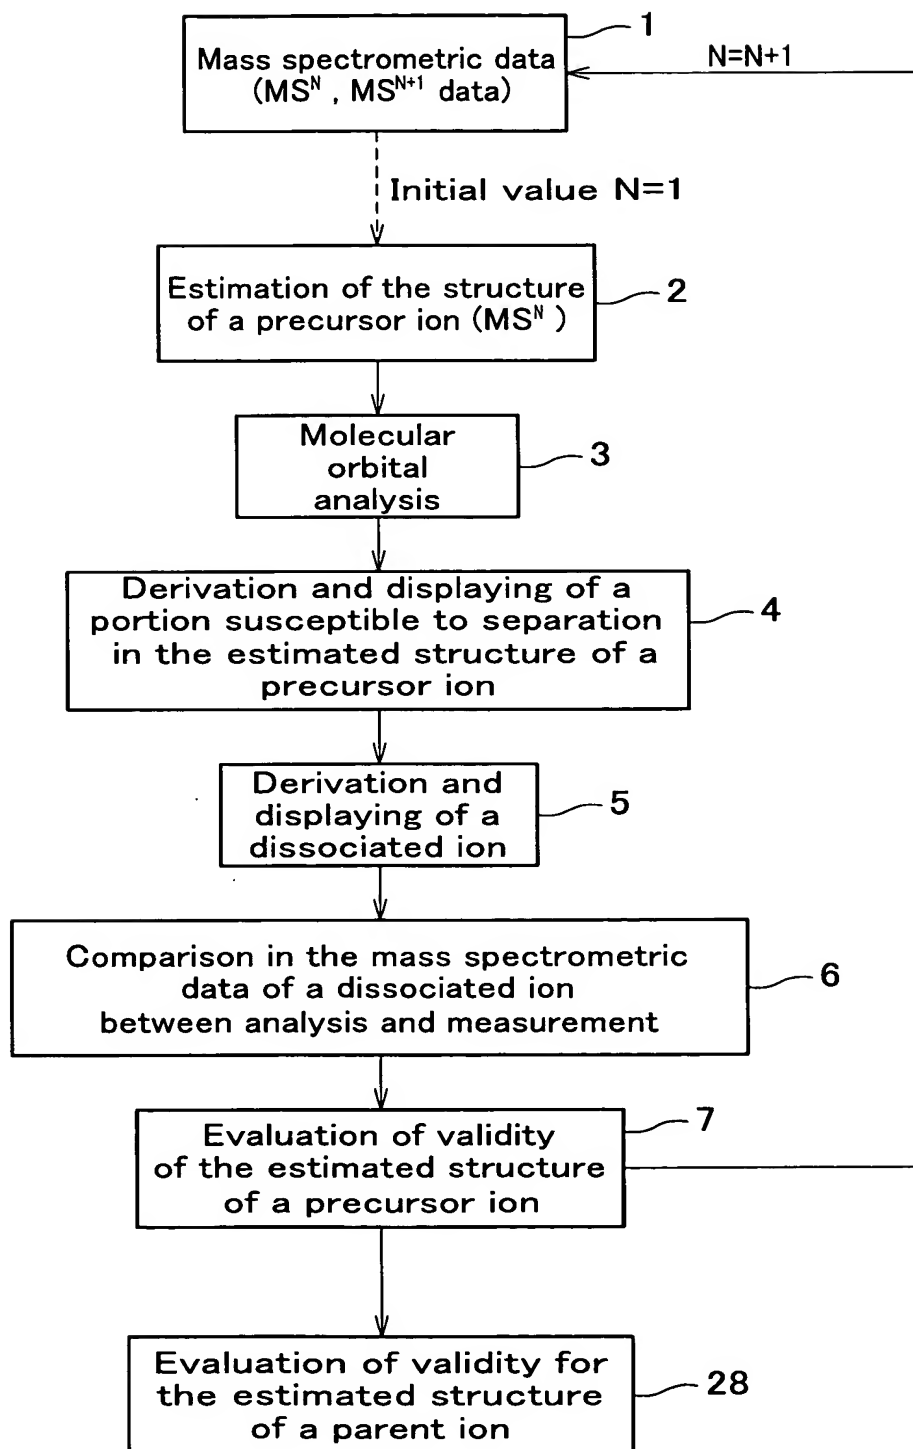 1
Mass spectrometric data
(MS^N , MS^N+1 data)
N=N+1
Initial value N=1
Estimation of the structure
of a precursor ion (MS^N )
2
Molecular
orbital
analysis
3
Derivation and displaying of a
portion susceptible to separation
in the estimated structure of a
precursor ion
4
Derivation and
displaying of a
dissociated ion
5
Comparison in the mass spectrometric
data of a dissociated ion
between analysis and measurement
6
Evaluation of validity
of the estimated structure
of a precursor ion
7
Evaluation of validity for
the estimated structure
of a parent ion
28